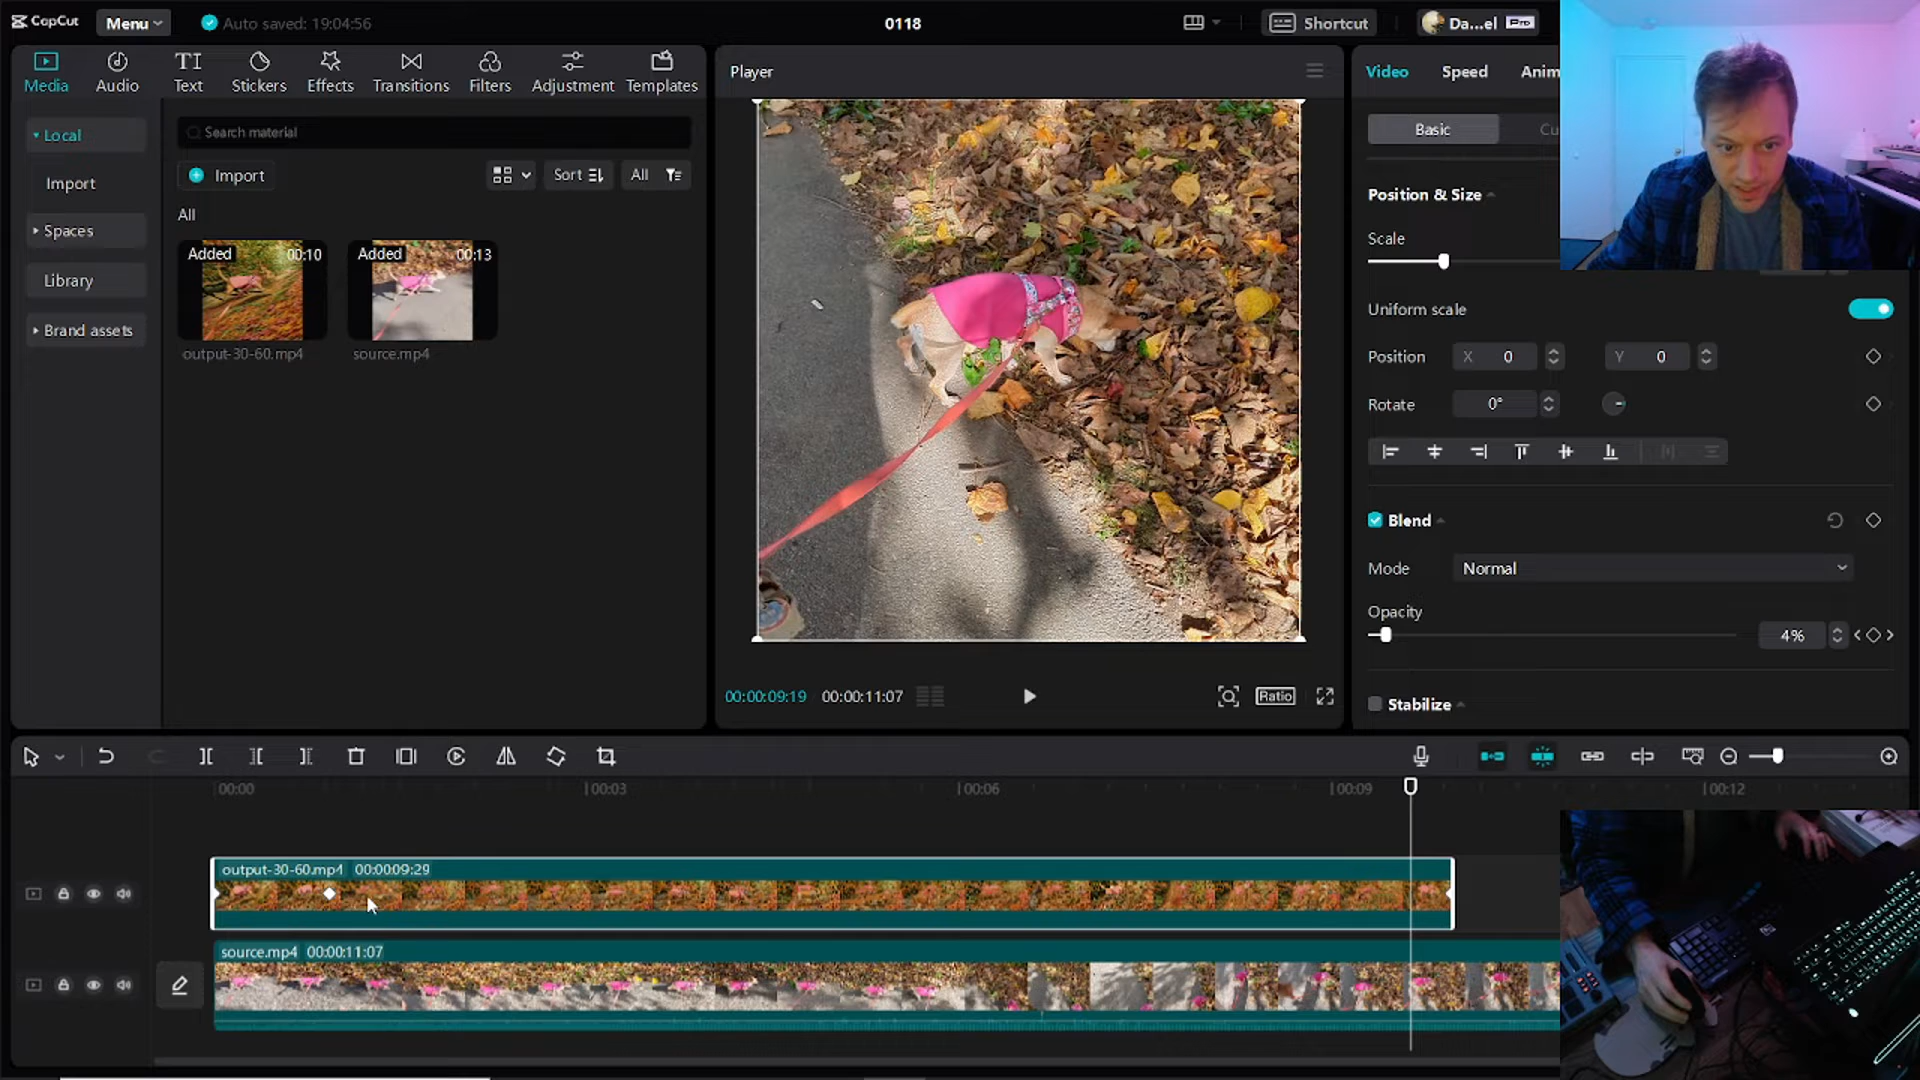 CapCut Menu Auto saved: 19:04:56 0118 Shortcut Da...el Pro
Media Audio Text Stickers Effects Transitions Filters Adjustment Templates
Player
Video Speed Anim
Local
Import
Spaces
Library
Brand assets
Search material
Import Sort All
All
Added 00:10
output-30-60.mp4
Added 00:13
source.mp4
00:00:09:19 00:00:11:07 Ratio
Basic Cu
Position & Size
Scale
Uniform scale
Position X 0 Y 0
Rotate 0°
Blend
Mode Normal
Opacity
4%
Stabilize
00:00 00:03 00:06 00:09 00:12
output-30-60.mp4 00:00:09:29
source.mp4 00:00:11:07